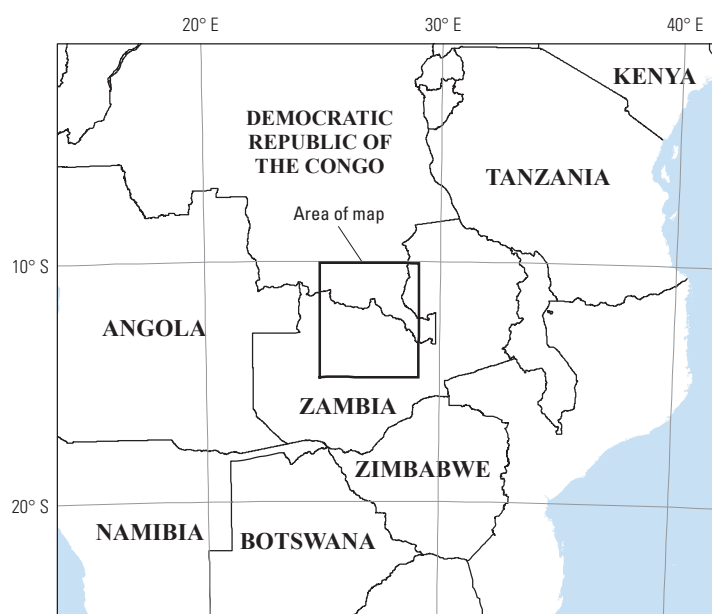 20° E
30° E
40° E
KENYA
DEMOCRATIC
REPUBLIC OF
THE CONGO
TANZANIA
Area of map
10° S
ANGOLA
ZAMBIA
ZIMBABWE
20° S
NAMIBIA
BOTSWANA